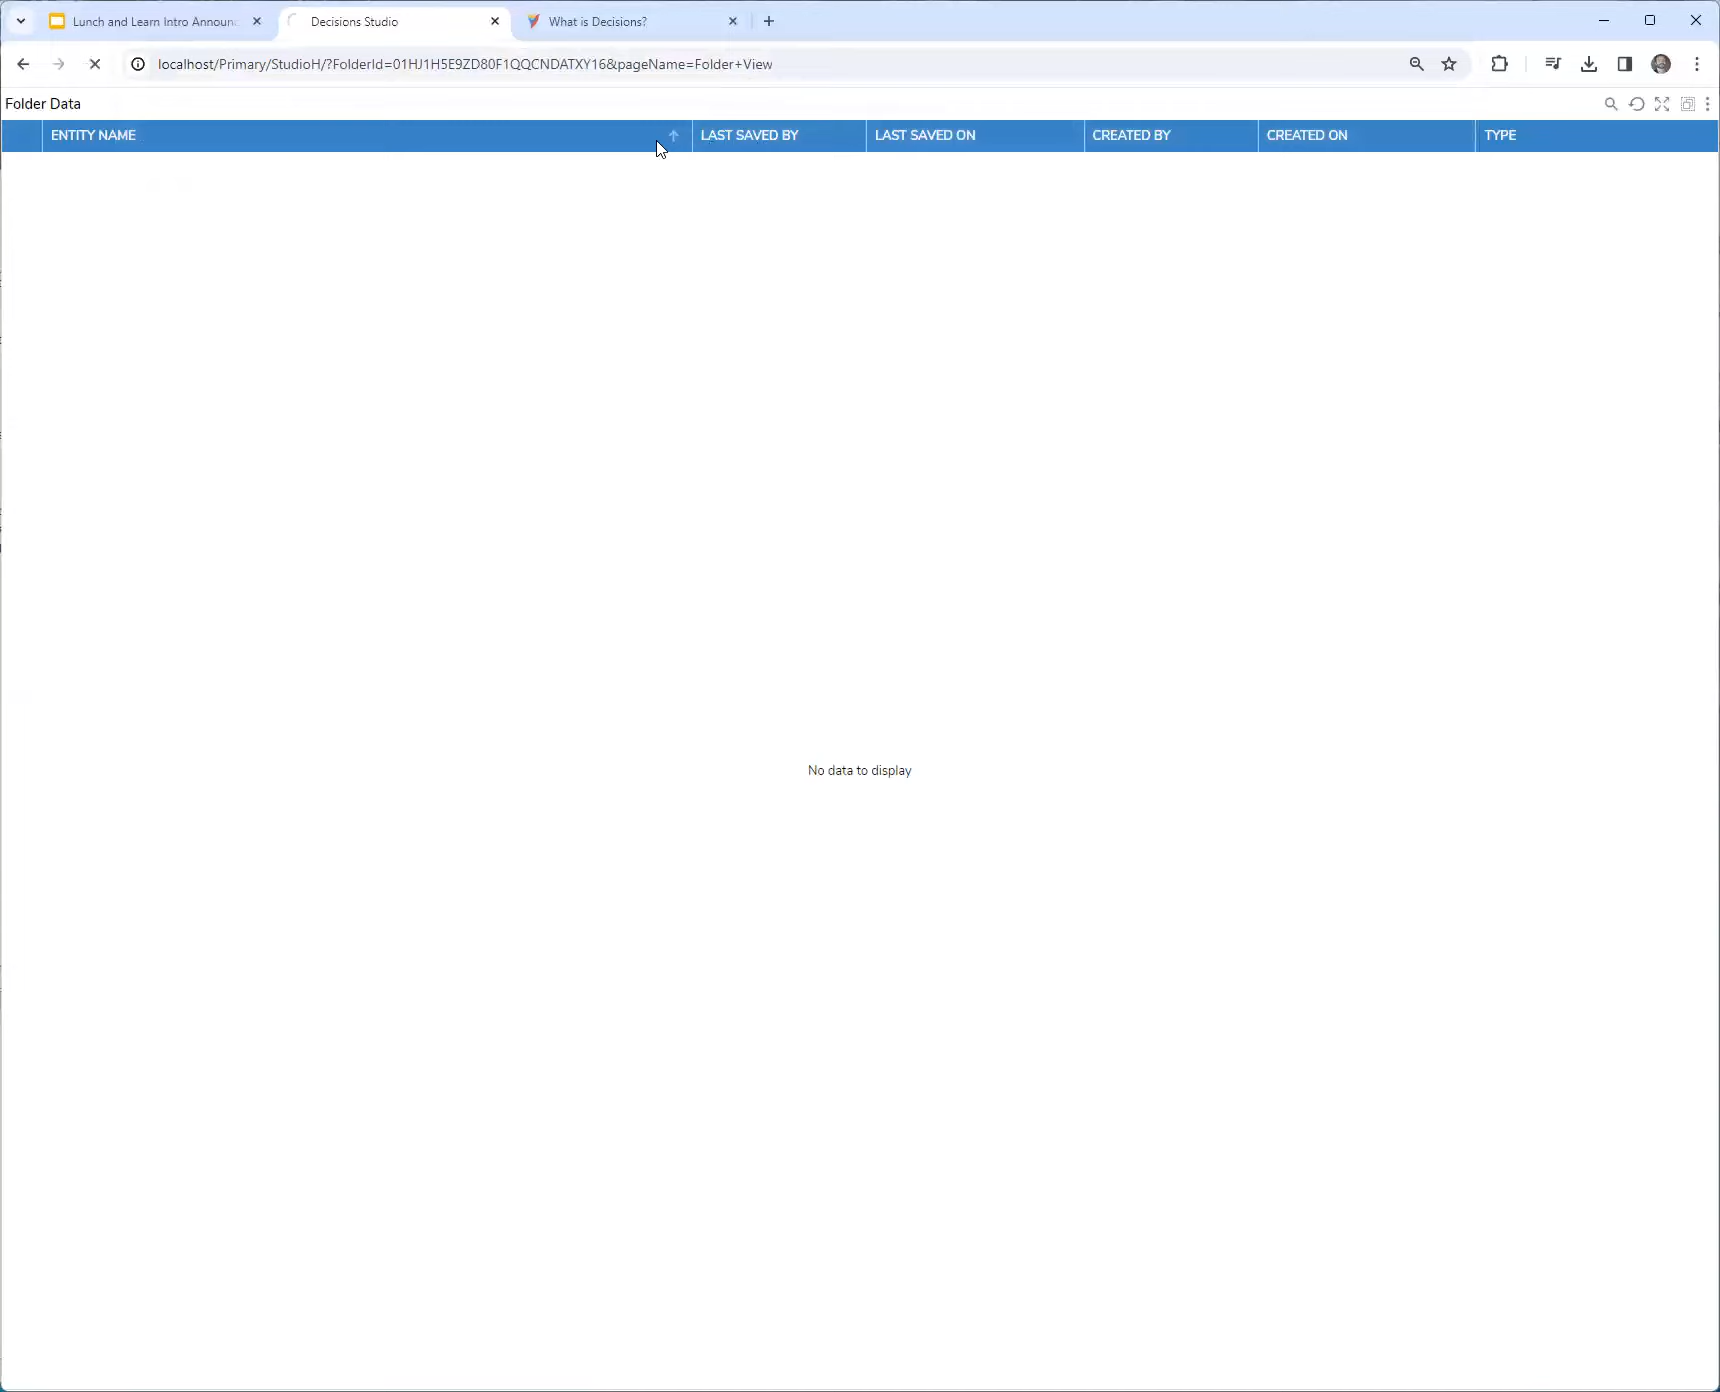 Lunch and Learn Intro Announ
Decisions Studio
What is Decisions?
localhost/Primary/StudioH/?FolderId=01HJ1H5E9ZD80F1QQCNDATXY16&pageName=Folder+View
Folder Data
ENTITY NAME
LAST SAVED BY
LAST SAVED ON
CREATED BY
CREATED ON
TYPE
No data to display